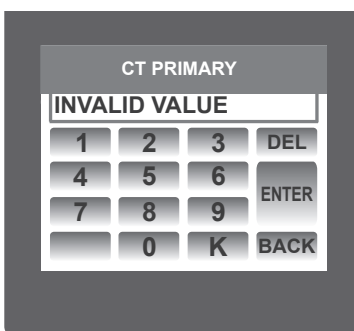 CT PRIMARY
INVALID VALUE
1 2 3 DEL
4 5 6
ENTER
7 8 9
0 K BACK